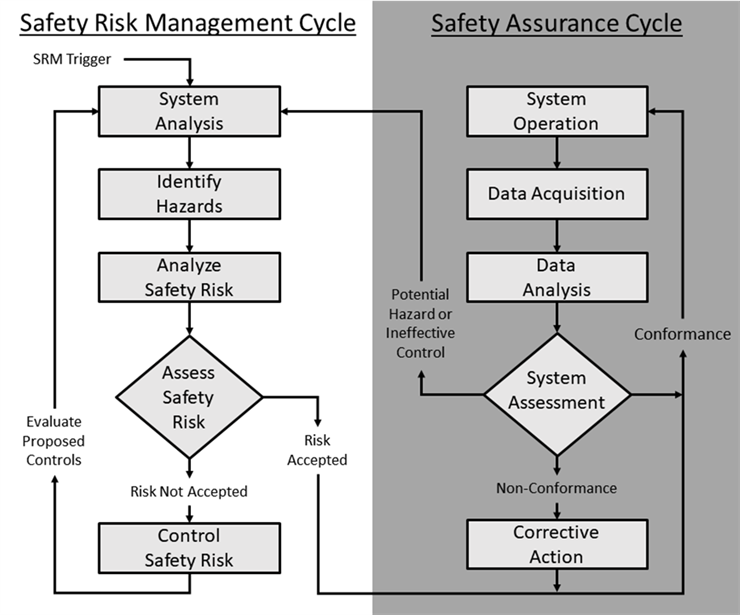 Safety Risk Management Cycle
SRM Trigger
System
Analysis
Identify
Hazards
Analyze
Safety Risk
Assess
Safety
Risk
Evaluate
Proposed
Controls
Risk
Accepted
Risk Not Accepted
Control
Safety Risk
Safety Assurance Cycle
System
Operation
Data Acquisition
Data
Analysis
Potential
Hazard or
Ineffective
Control
Conformance
System
Assessment
Non-Conformance
Corrective
Action